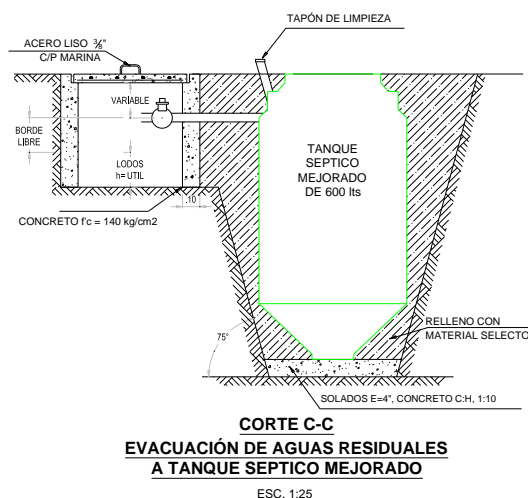 TAPÓN DE LIMPIEZA
ACERO LISO ⅜"
C/P MARINA
VARIABLE
BORDE
LIBRE
LODOS
h= UTIL
TANQUE
SEPTICO
MEJORADO
DE 600 lts
.10
CONCRETO f'c = 140 kg/cm2
75°
RELLENO CON
MATERIAL SELECTO
SOLADOS E=4", CONCRETO C:H, 1:10
CORTE C-C
EVACUACIÓN DE AGUAS RESIDUALES
A TANQUE SEPTICO MEJORADO
ESC. 1:25